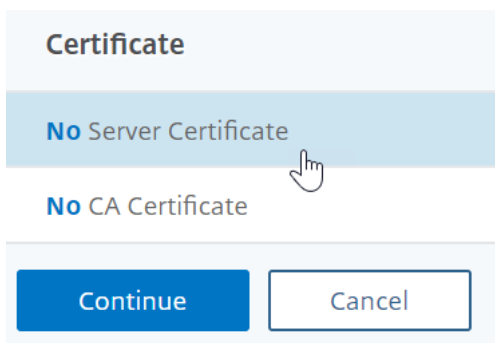 Certificate
No Server Certificate
No CA Certificate
Continue
Cancel